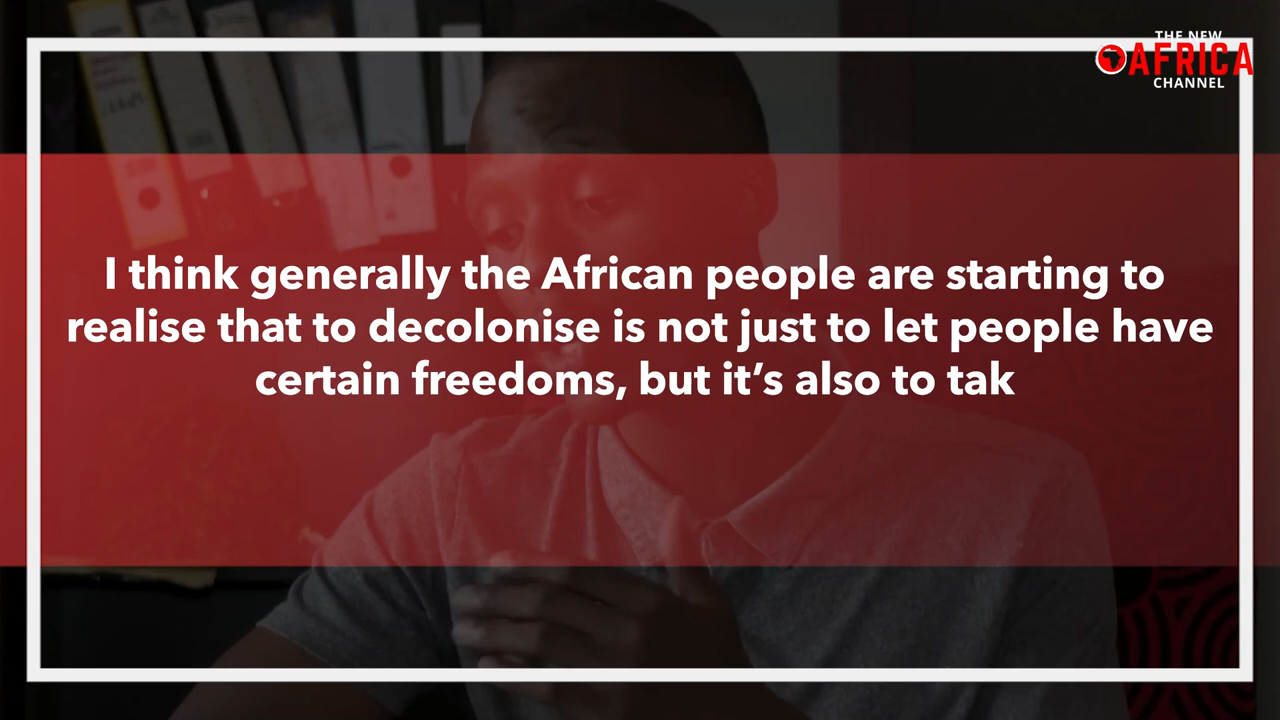 THE NEW
AFRICA
CHANNEL
I think generally the African people are starting to
realise that to decolonise is not just to let people have
certain freedoms, but it’s also to tak